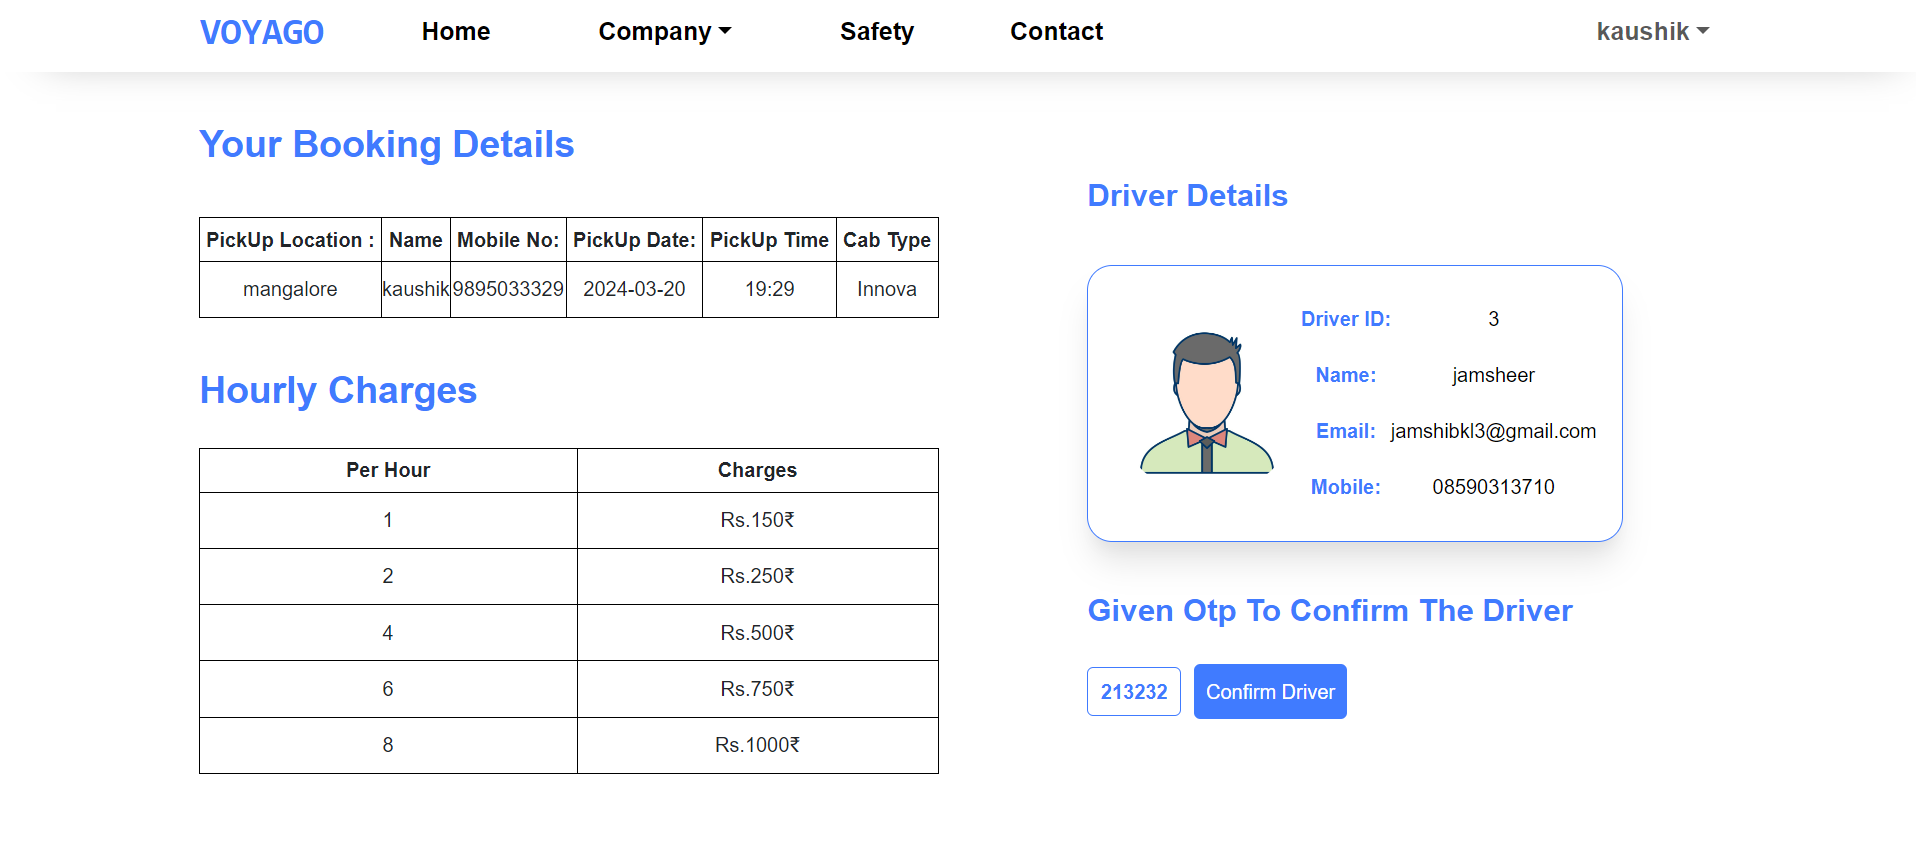 VOYAGO Home Company Safety Contact kaushik
Your Booking Details
PickUp Location : Name Mobile No: PickUp Date: PickUp Time Cab Type
mangalore kaushik 9895033329 2024-03-20 19:29 Innova
Hourly Charges
Per Hour Charges
1 Rs.150₹
2 Rs.250₹
4 Rs.500₹
6 Rs.750₹
8 Rs.1000₹
Driver Details
Driver ID: 3
Name: jamsheer
Email: jamshibkl3@gmail.com
Mobile: 08590313710
Given Otp To Confirm The Driver
213232 Confirm Driver